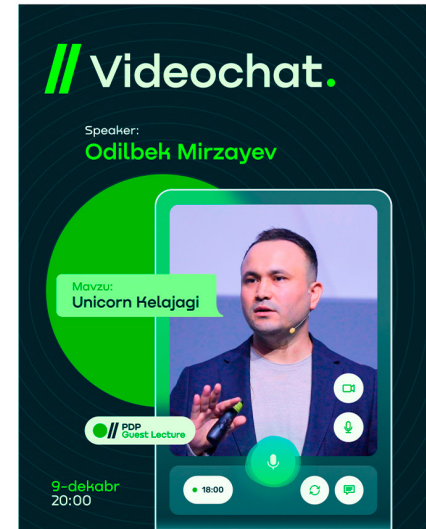 // Videochat.
Speaker:
Odilbek Mirzayev
Mavzu:
Unicorn Kelajagi
PDP
Guest Lecture
18:00
9-dekabr
20:00